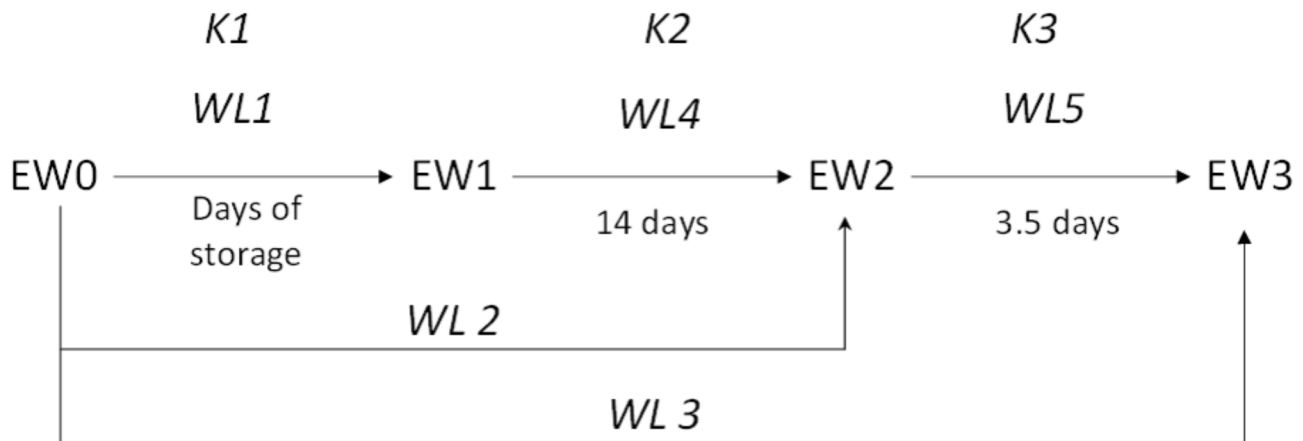 K1 K2 K3
WL1 WL4 WL5
EW0 EW1 EW2 EW3
Days of storage 14 days 3.5 days
WL 2
WL 3